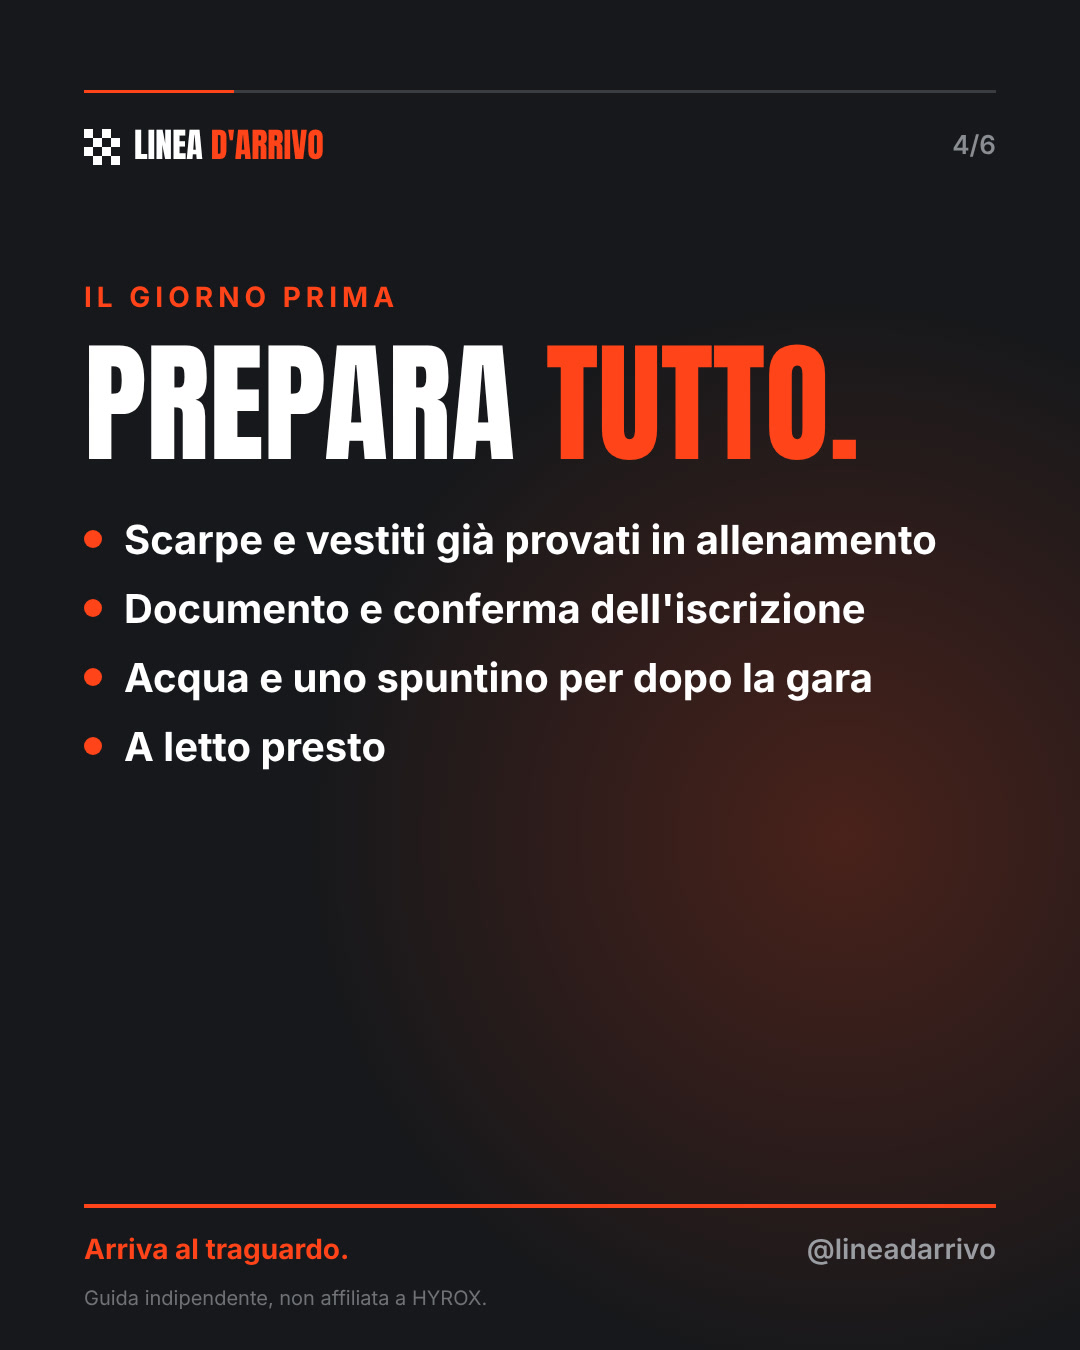 LINEA D'ARRIVO
4/6
IL GIORNO PRIMA
PREPARA TUTTO.
Scarpe e vestiti già provati in allenamento
Documento e conferma dell'iscrizione
Acqua e uno spuntino per dopo la gara
A letto presto
Arriva al traguardo.
@lineadarrivo
Guida indipendente, non affiliata a HYROX.